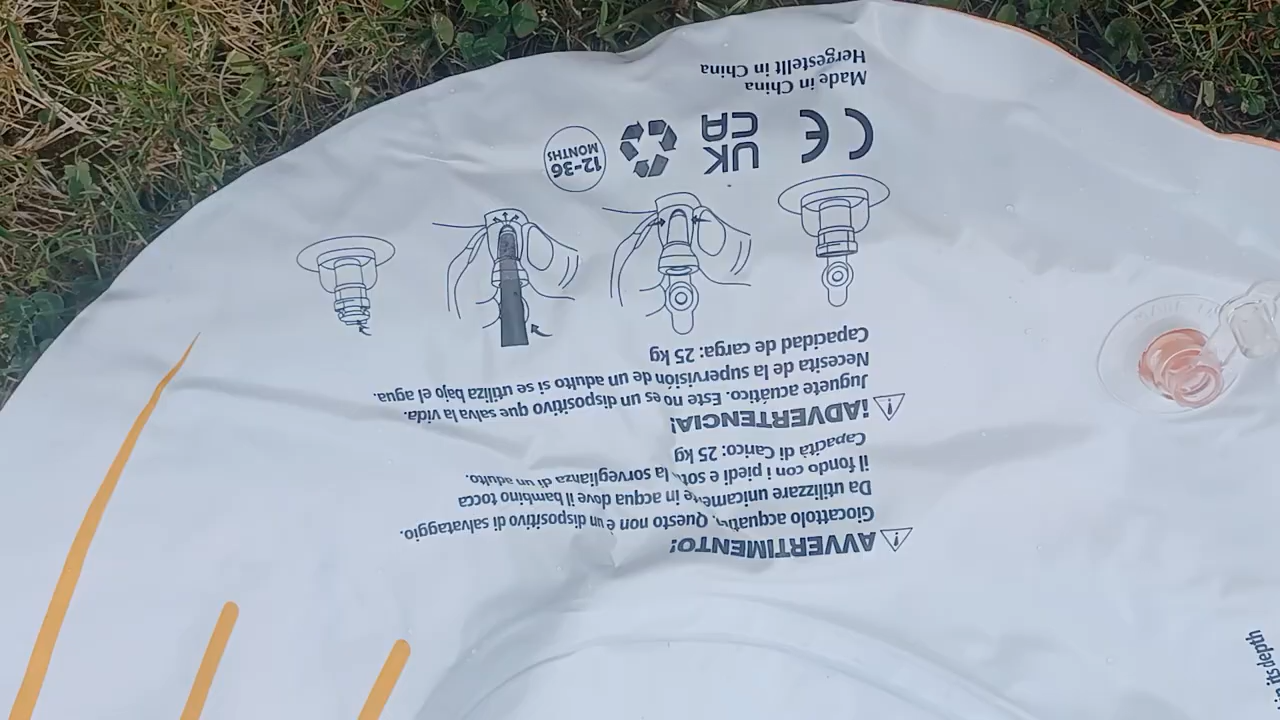 AVVERTIMENTO!
Giocattolo acquatico. Questo non è un dispositivo di salvataggio.
Da utilizzare unicamente in acqua dove il bambino tocca
il fondo con i piedi e sotto la sorveglianza di un adulto.
Capacità di Carico: 25 kg
¡ADVERTENCIA!
Juguete acuático. Este no es un dispositivo que salva la vida.
Necesita de la supervisión de un adulto si se utiliza bajo el agua.
Capacidad de carga: 25 kg
12-36
MONTHS
UK
CA
CE
Made in China
Hergestellt in China
in its depth